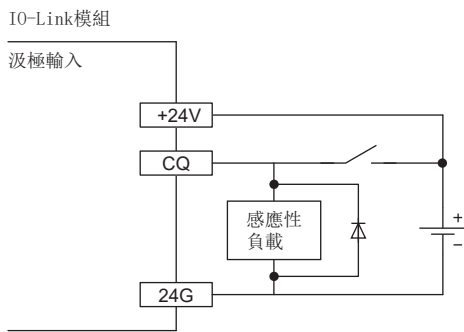 IO-Link模組
汲極輸入
+24V
CQ
感應性
負載
+
−
24G